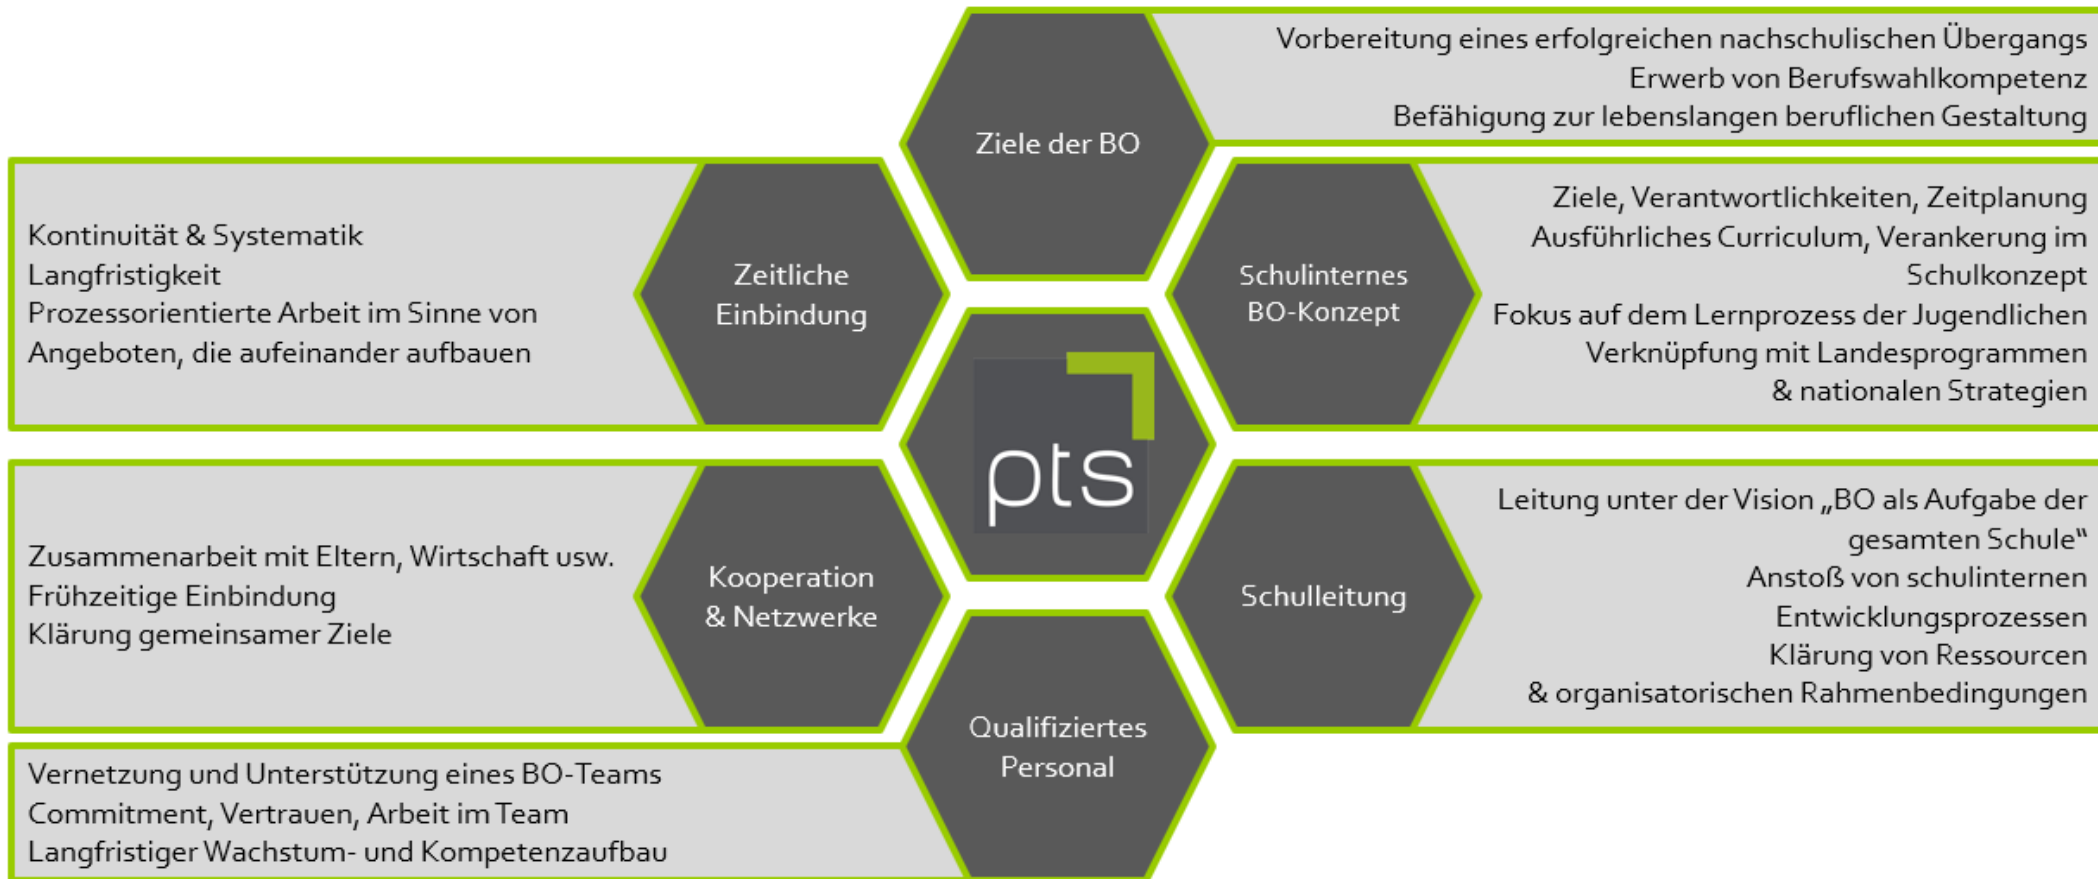 Ziele der BO
Vorbereitung eines erfolgreichen nachschulischen Übergangs
Erwerb von Berufswahlkompetenz
Befähigung zur lebenslangen beruflichen Gestaltung
Kontinuität & Systematik
Langfristigkeit
Prozessorientierte Arbeit im Sinne von
Angeboten, die aufeinander aufbauen
Zeitliche
Einbindung
Schulinternes
BO-Konzept
Ziele, Verantwortlichkeiten, Zeitplanung
Ausführliches Curriculum, Verankerung im
Schulkonzept
Fokus auf dem Lernprozess der Jugendlichen
Verknüpfung mit Landesprogrammen
& nationalen Strategien
pts
Zusammenarbeit mit Eltern, Wirtschaft usw.
Frühzeitige Einbindung
Klärung gemeinsamer Ziele
Kooperation
& Netzwerke
Schulleitung
Leitung unter der Vision „BO als Aufgabe der
gesamten Schule“
Anstoß von schulinternen
Entwicklungsprozessen
Klärung von Ressourcen
& organisatorischen Rahmenbedingungen
Qualifiziertes
Personal
Vernetzung und Unterstützung eines BO-Teams
Commitment, Vertrauen, Arbeit im Team
Langfristiger Wachstum- und Kompetenzaufbau